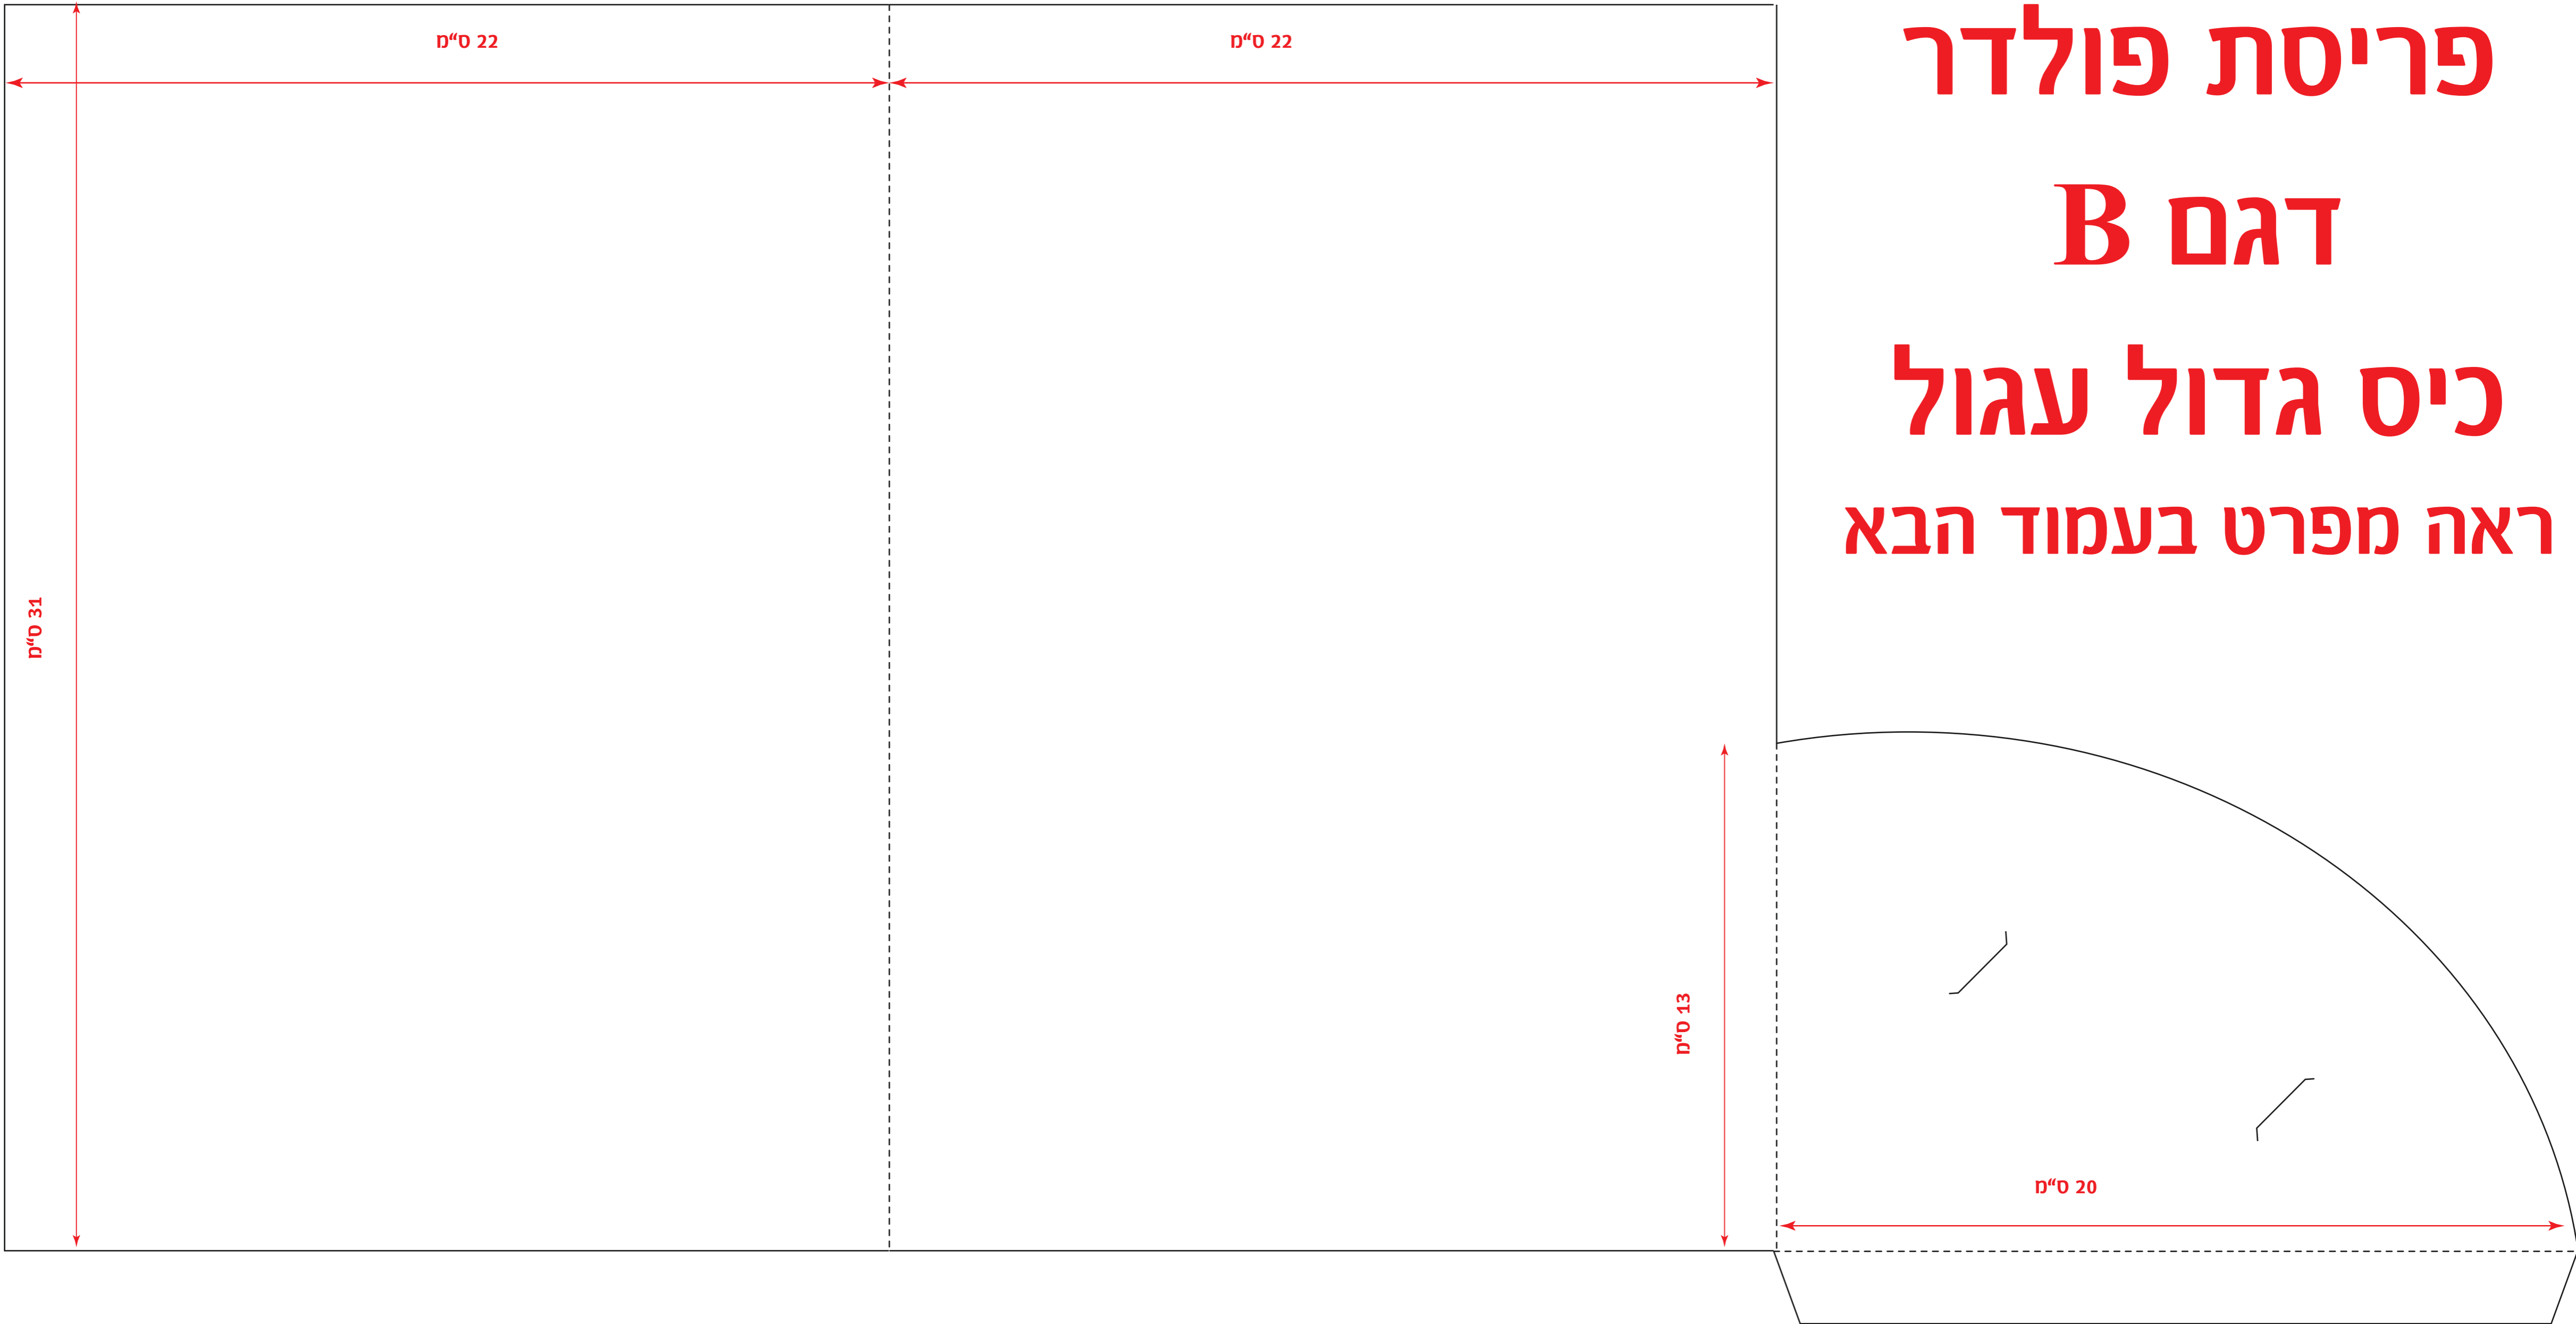 פריסת פולדר
דגם B
כיס גדול עגול
ראה מפרט בעמוד הבא
22 ס"מ
22 ס"מ
31 ס"מ
13 ס"מ
20 ס"מ